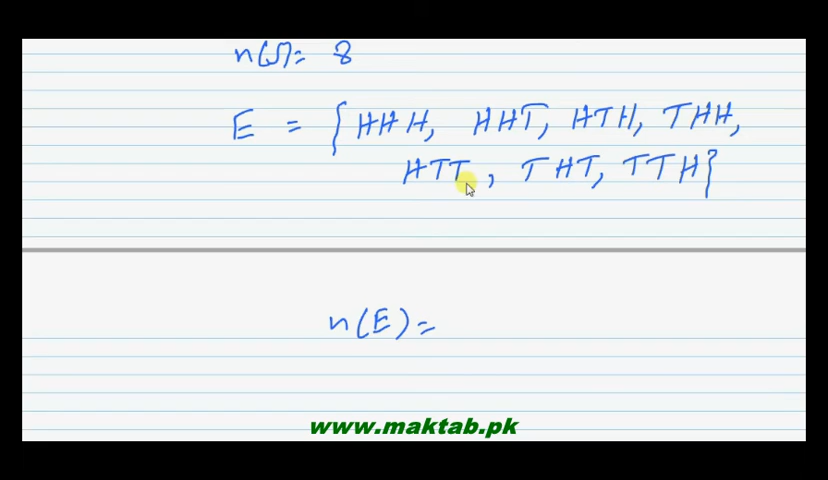 n(S)= 8
E = {HHH, HHT, HTH, THH,
HTT, THT, TTH}
n(E)=
www.maktab.pk